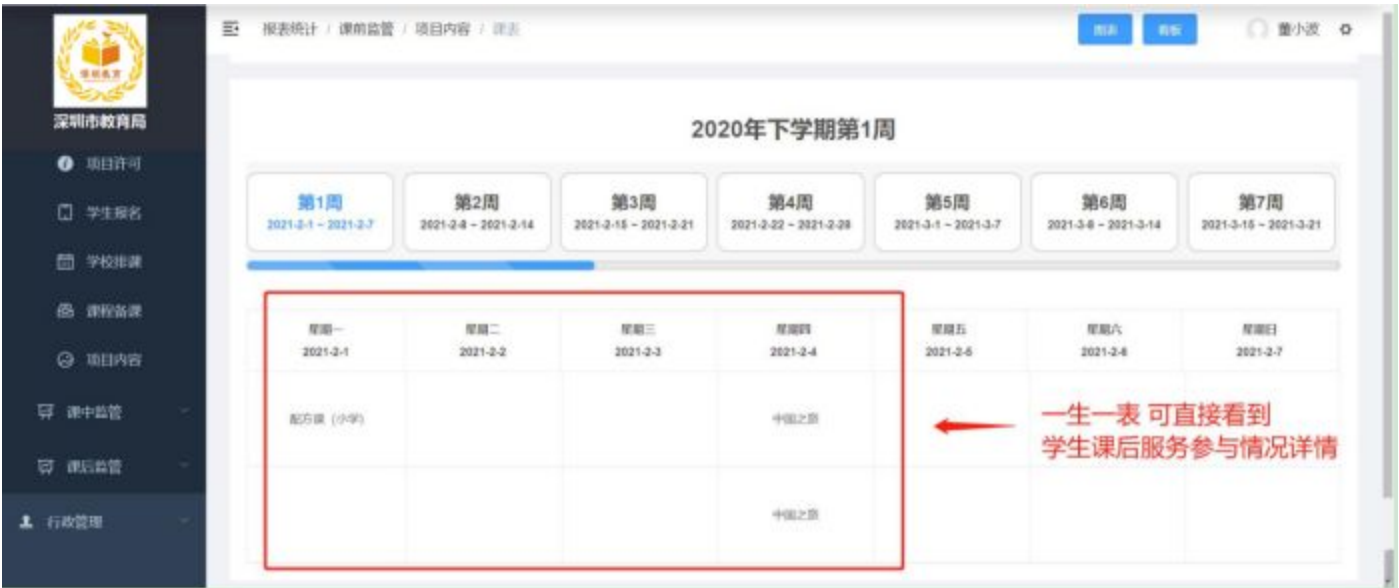 报表统计 / 课前监管 / 项目内容 / 课表
图表
看板
董小波
深圳市教育局
项目许可
学生报名
学校排课
课程备课
项目内容
课中监管
课后监管
行政管理
2020年下学期第1周
第1周 第2周 第3周 第4周 第5周 第6周 第7周
2021-2-1 ~ 2021-2-7 2021-2-8 ~ 2021-2-14 2021-2-15 ~ 2021-2-21 2021-2-22 ~ 2021-2-28 2021-3-1 ~ 2021-3-7 2021-3-8 ~ 2021-3-14 2021-3-15 ~ 2021-3-21
星期一 星期二 星期三 星期四 星期五 星期六 星期日
2021-2-1 2021-2-2 2021-2-3 2021-2-4 2021-2-5 2021-2-6 2021-2-7
配方课（小学） 中国之旅
中国之旅
一生一表 可直接看到
学生课后服务参与情况详情